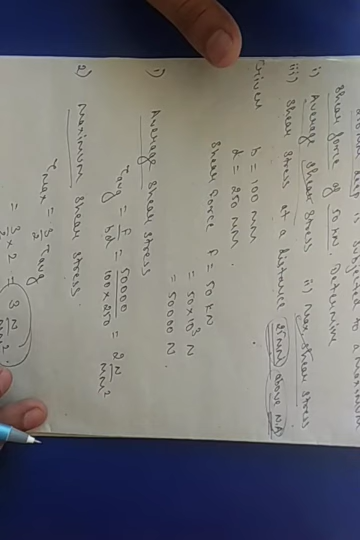 shear force of 50 kN. Determine
i) Average shear stress ii) Max shear stress
iii) Shear stress at a distance 25 mm above N.A)
Given b = 100 mm
d = 250 mm.
Shear force F = 50 kN
= 50 × 10³ N
= 50000 N.
1) Average Shear Stress
τavg = F/bd = 50000/100×250 = 2 N/mm²
2) Maximum Shear Stress.
τmax = 3/2 τavg
= 3/2 × 2 = 3 N/mm².